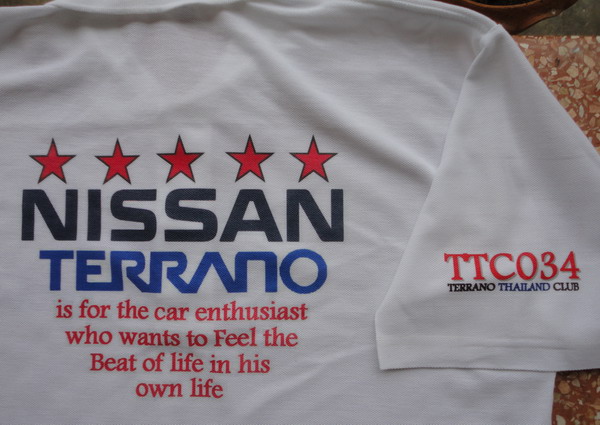 NISSAN
TERRANO
is for the car enthusiast
who wants to Feel the
Beat of life in his
own life
TTC034
TERRANO THAILAND CLUB